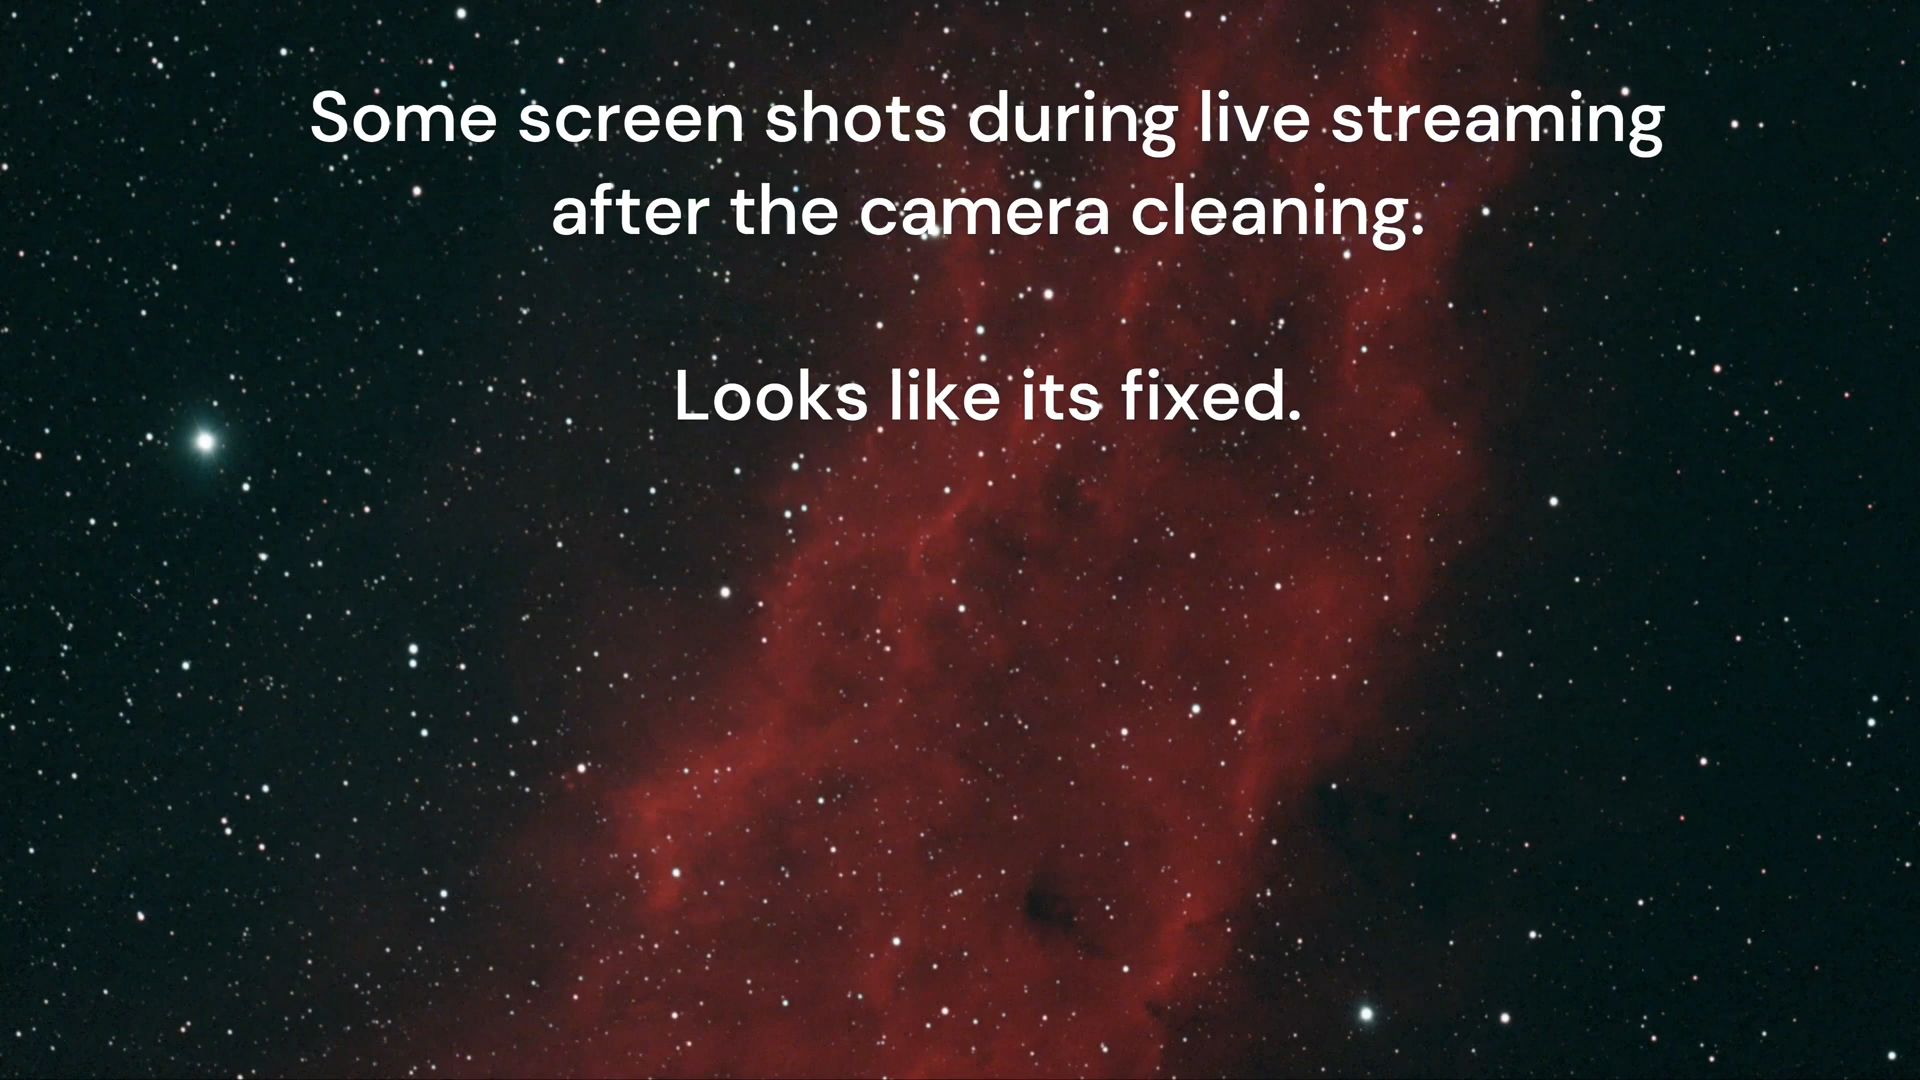 Some screen shots during live streaming
after the camera cleaning.
Looks like its fixed.